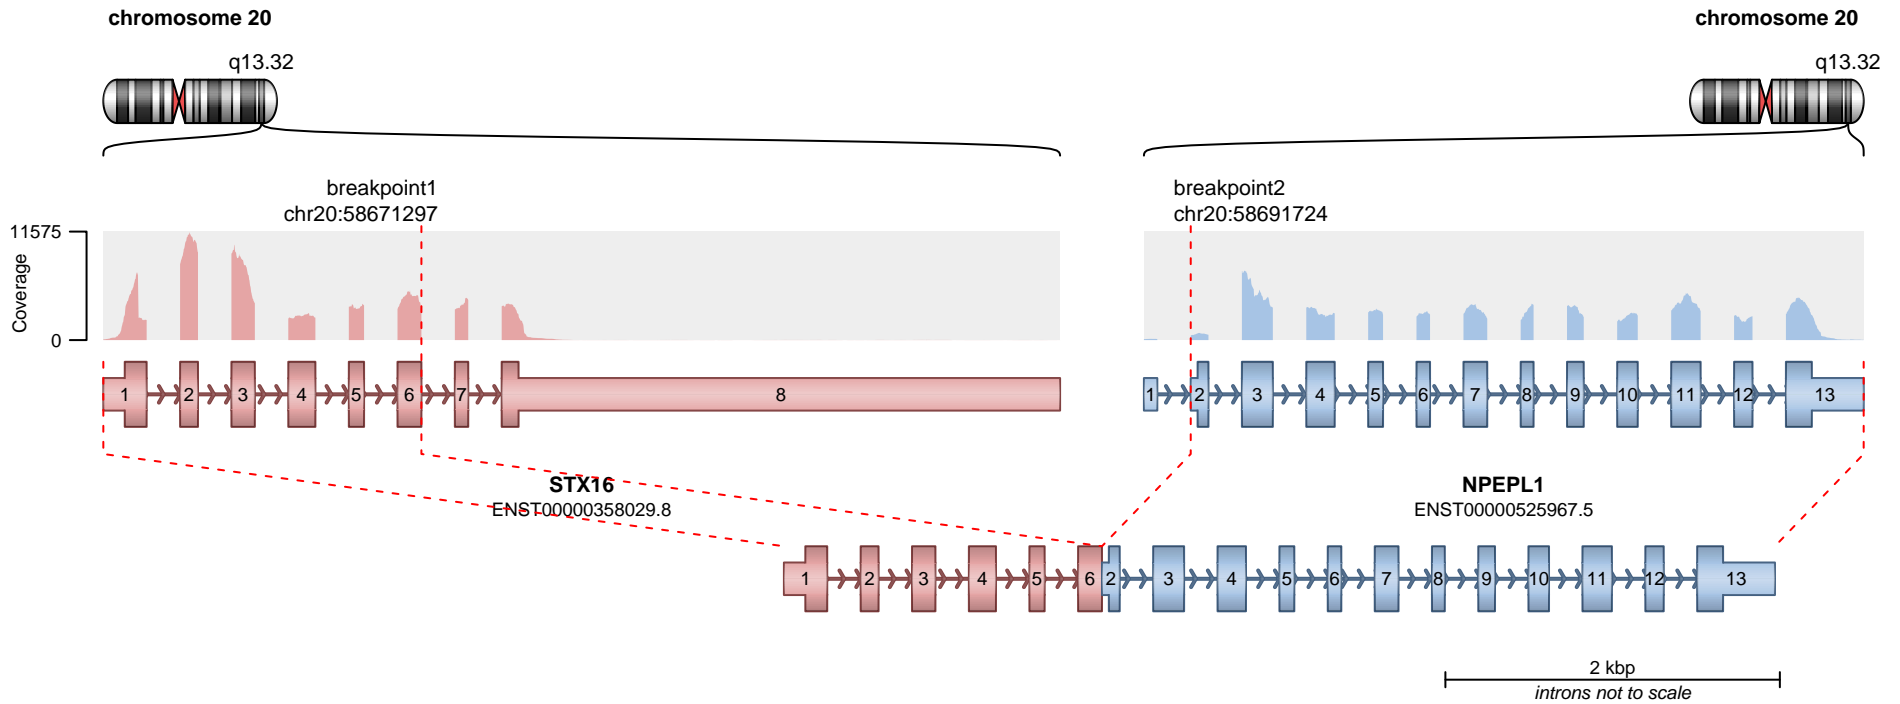 chromosome 20
chromosome 20
q13.32
q13.32
breakpoint1
chr20:58671297
breakpoint2
chr20:58691724
11575
Coverage
0
1 2 3 4 5 6 7 8
1 2 3 4 5 6 7 8 9 10 11 12 13
STX16
ENST00000358029.8
NPEPL1
ENST00000525967.5
1 2 3 4 5 6 2 3 4 5 6 7 8 9 10 11 12 13
2 kbp
introns not to scale